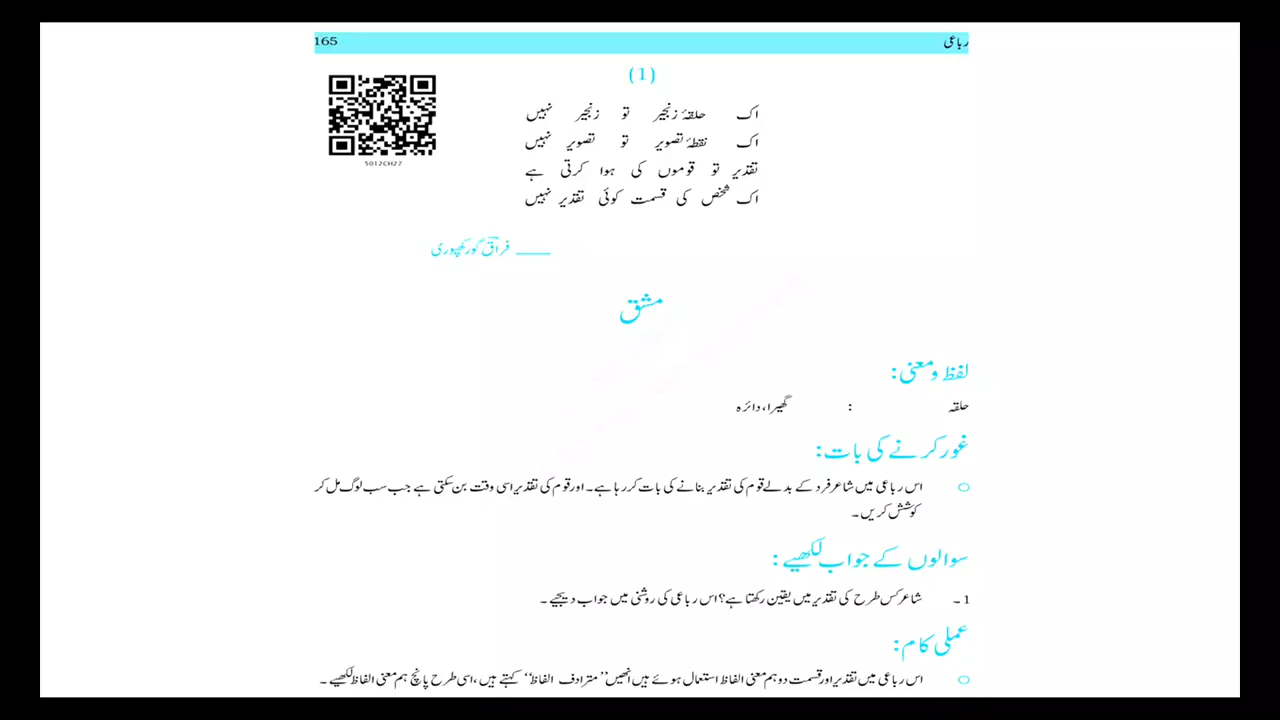 رباعی 165
(1)
5012CH27
اک حلقۂ زنجیر تو زنجیر نہیں
اک نقطۂ تصویر تو تصویر نہیں
تقدیر تو قوموں کی ہوا کرتی ہے
اک شخص کی قسمت کوئی تقدیر نہیں
___ فراقؔ گورکھپوری
مشق
لفظ و معنی:
حلقہ : گھیرا، دائرہ
غور کرنے کی بات:
○ اس رباعی میں شاعر فرد کے بدلے قوم کی تقدیر بنانے کی بات کر رہا ہے۔ اور قوم کی تقدیر اسی وقت بن سکتی ہے جب سب لوگ مل کر
کوشش کریں۔
سوالوں کے جواب لکھیے:
1۔ شاعر کس طرح کی تقدیر میں یقین رکھتا ہے؟ اس رباعی کی روشنی میں جواب دیجیے۔
عملی کام:
○ اس رباعی میں تقدیر اور قسمت دو ہم معنی الفاظ استعمال ہوئے ہیں انھیں "مترادف الفاظ" کہتے ہیں، اسی طرح پانچ ہم معنی الفاظ لکھیے۔